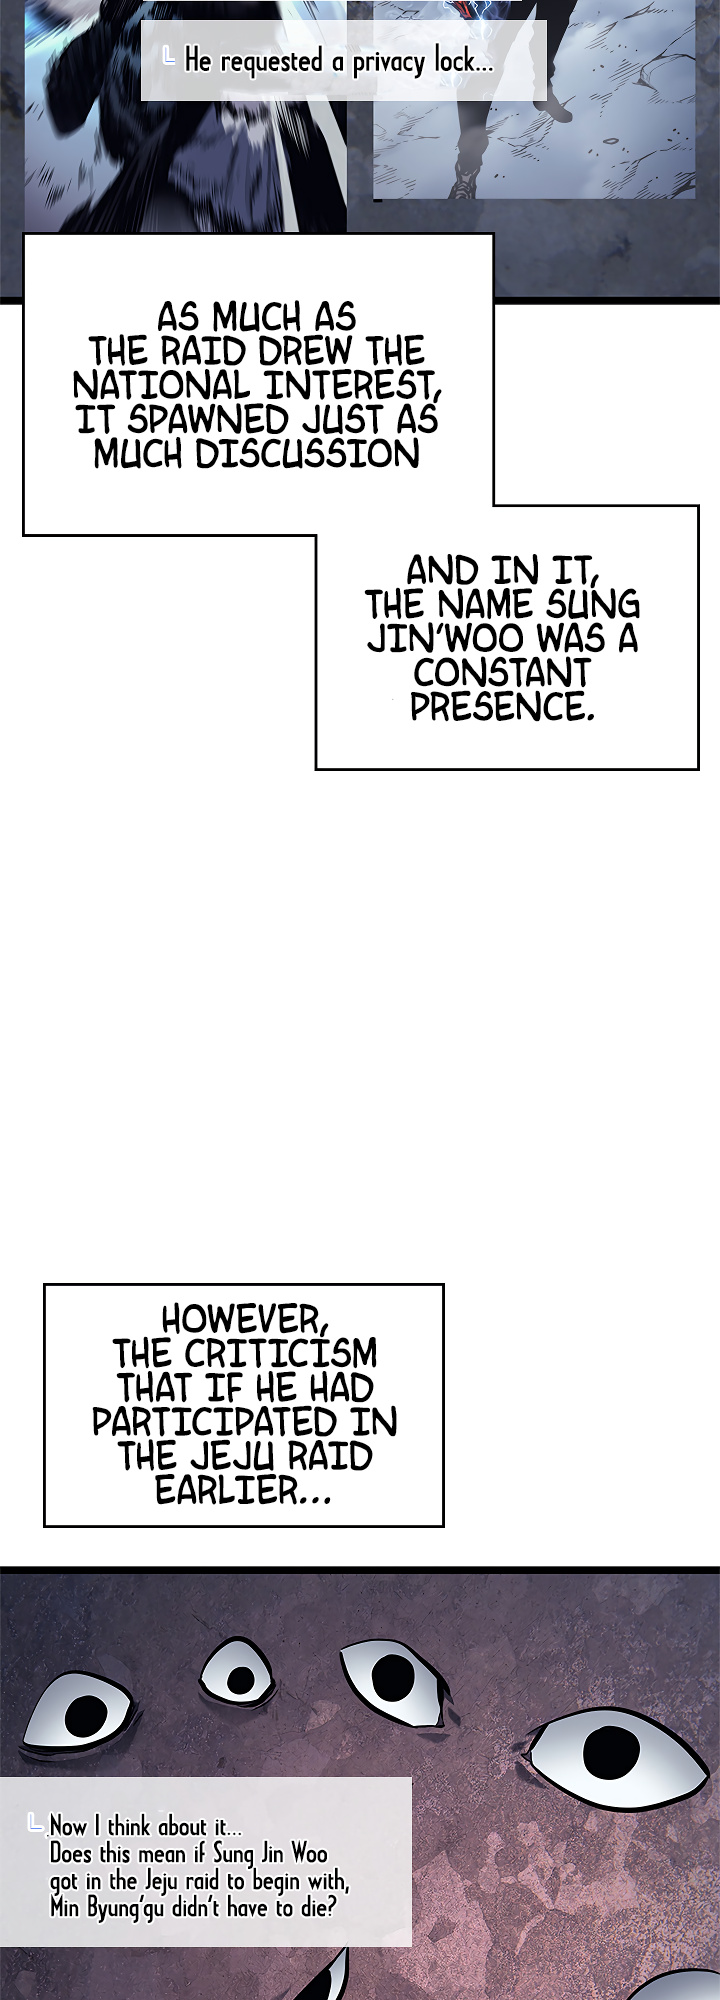 He requested a privacy lock...
AS MUCH AS
THE RAID DREW THE
NATIONAL INTEREST,
IT SPAWNED JUST AS
MUCH DISCUSSION
AND IN IT,
THE NAME SUNG
JIN'WOO WAS A
CONSTANT
PRESENCE.
HOWEVER,
THE CRITICISM
THAT IF HE HAD
PARTICIPATED IN
THE JEJU RAID
EARLIER...
Now I think about it...
Does this mean if Sung Jin Woo
got in the Jeju raid to begin with,
Min Byung'gu didn't have to die?